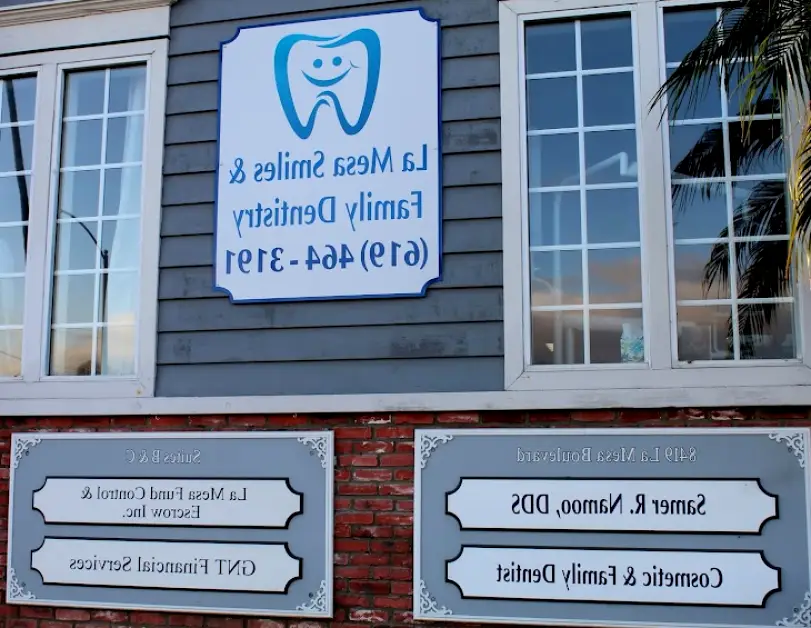 La Mesa Smiles &
Family Dentistry
(619) 464-3191
8419 La Mesa Boulevard
Samer R. Namoo, DDS
Cosmetic & Family Dentist
Suites B & C
La Mesa Fund Control &
Escrow Inc.
GNT Financial Services